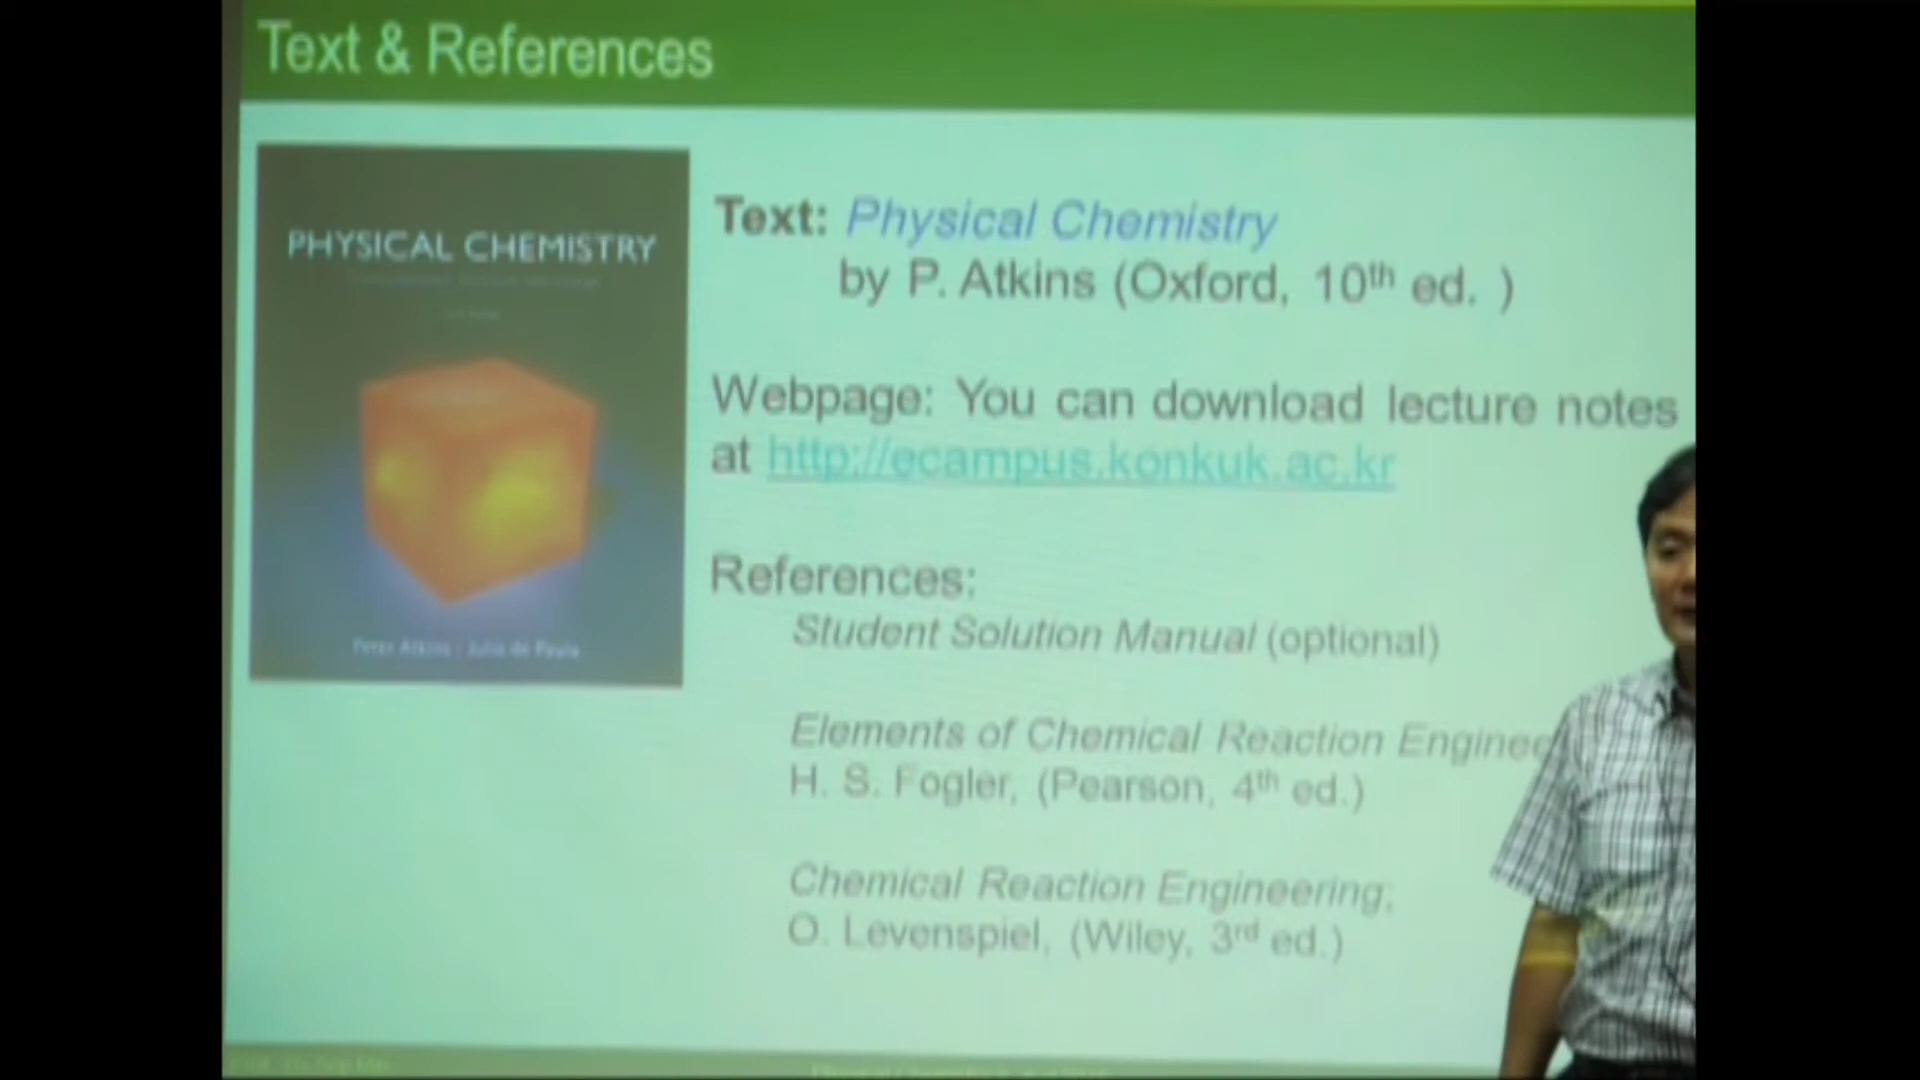 Text & References
PHYSICAL CHEMISTRY
Peter Atkins | Julio de Paula
Text: Physical Chemistry
by P. Atkins (Oxford, 10th ed. )
Webpage: You can download lecture notes
at http://ecampus.konkuk.ac.kr
References:
Student Solution Manual (optional)
Elements of Chemical Reaction Enginee
H. S. Fogler, (Pearson, 4th ed.)
Chemical Reaction Engineering,
O. Levenspiel, (Wiley, 3rd ed.)